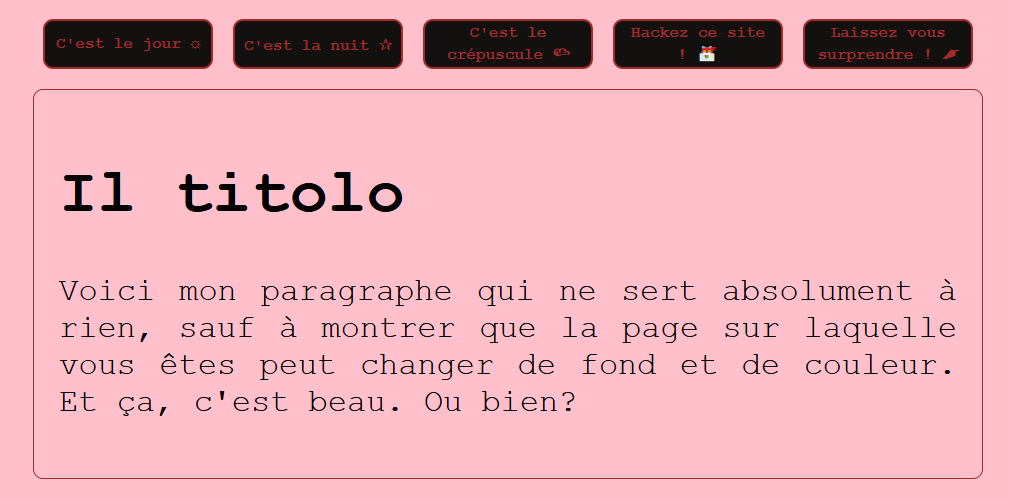 C'est le jour ☼
C'est la nuit ☆
C'est le
crépuscule
Hackez ce site
!
Laissez vous
surprendre !
Il titolo
Voici mon paragraphe qui ne sert absolument à
rien, sauf à montrer que la page sur laquelle
vous êtes peut changer de fond et de couleur.
Et ça, c'est beau. Ou bien?